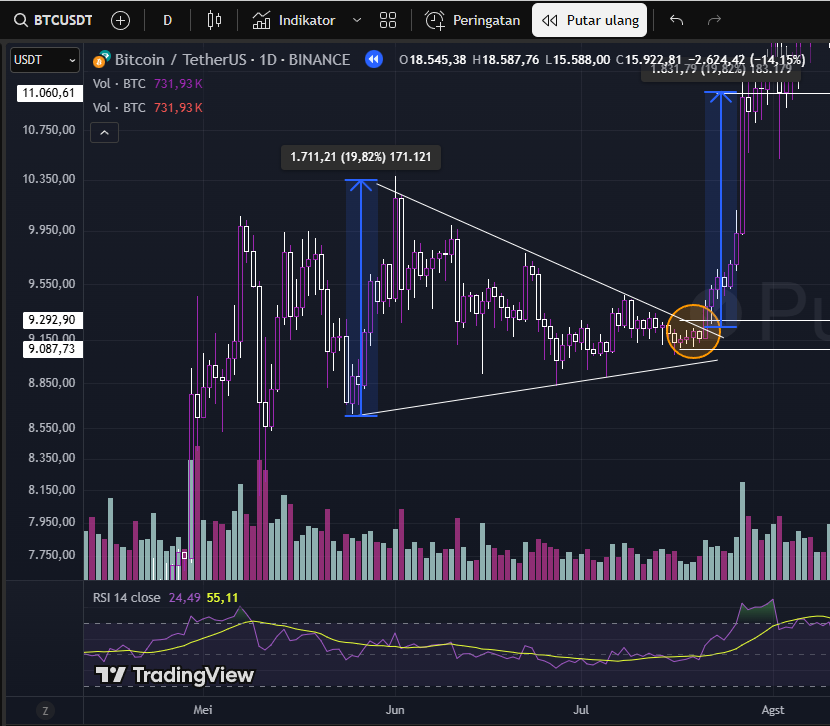 BTCUSDT D Indikator Peringatan Putar ulang
USDT
Bitcoin / TetherUS · 1D · BINANCE O18.545,38 H18.587,76 L15.588,00 C15.922,81 −2.624,42 (−14,15%)
1.831,79 (19,82%) 183.179
Vol · BTC 731,93 K
11.060,61
Vol · BTC 731,93 K
10.750,00
1.711,21 (19,82%) 171.121
10.350,00
9.950,00
9.550,00
9.292,90
9.150,00
9.087,73
8.850,00
8.550,00
8.350,00
8.150,00
7.950,00
7.750,00
RSI 14 close 24,49 55,11
TradingView
Z Mei Jun Jul Agst